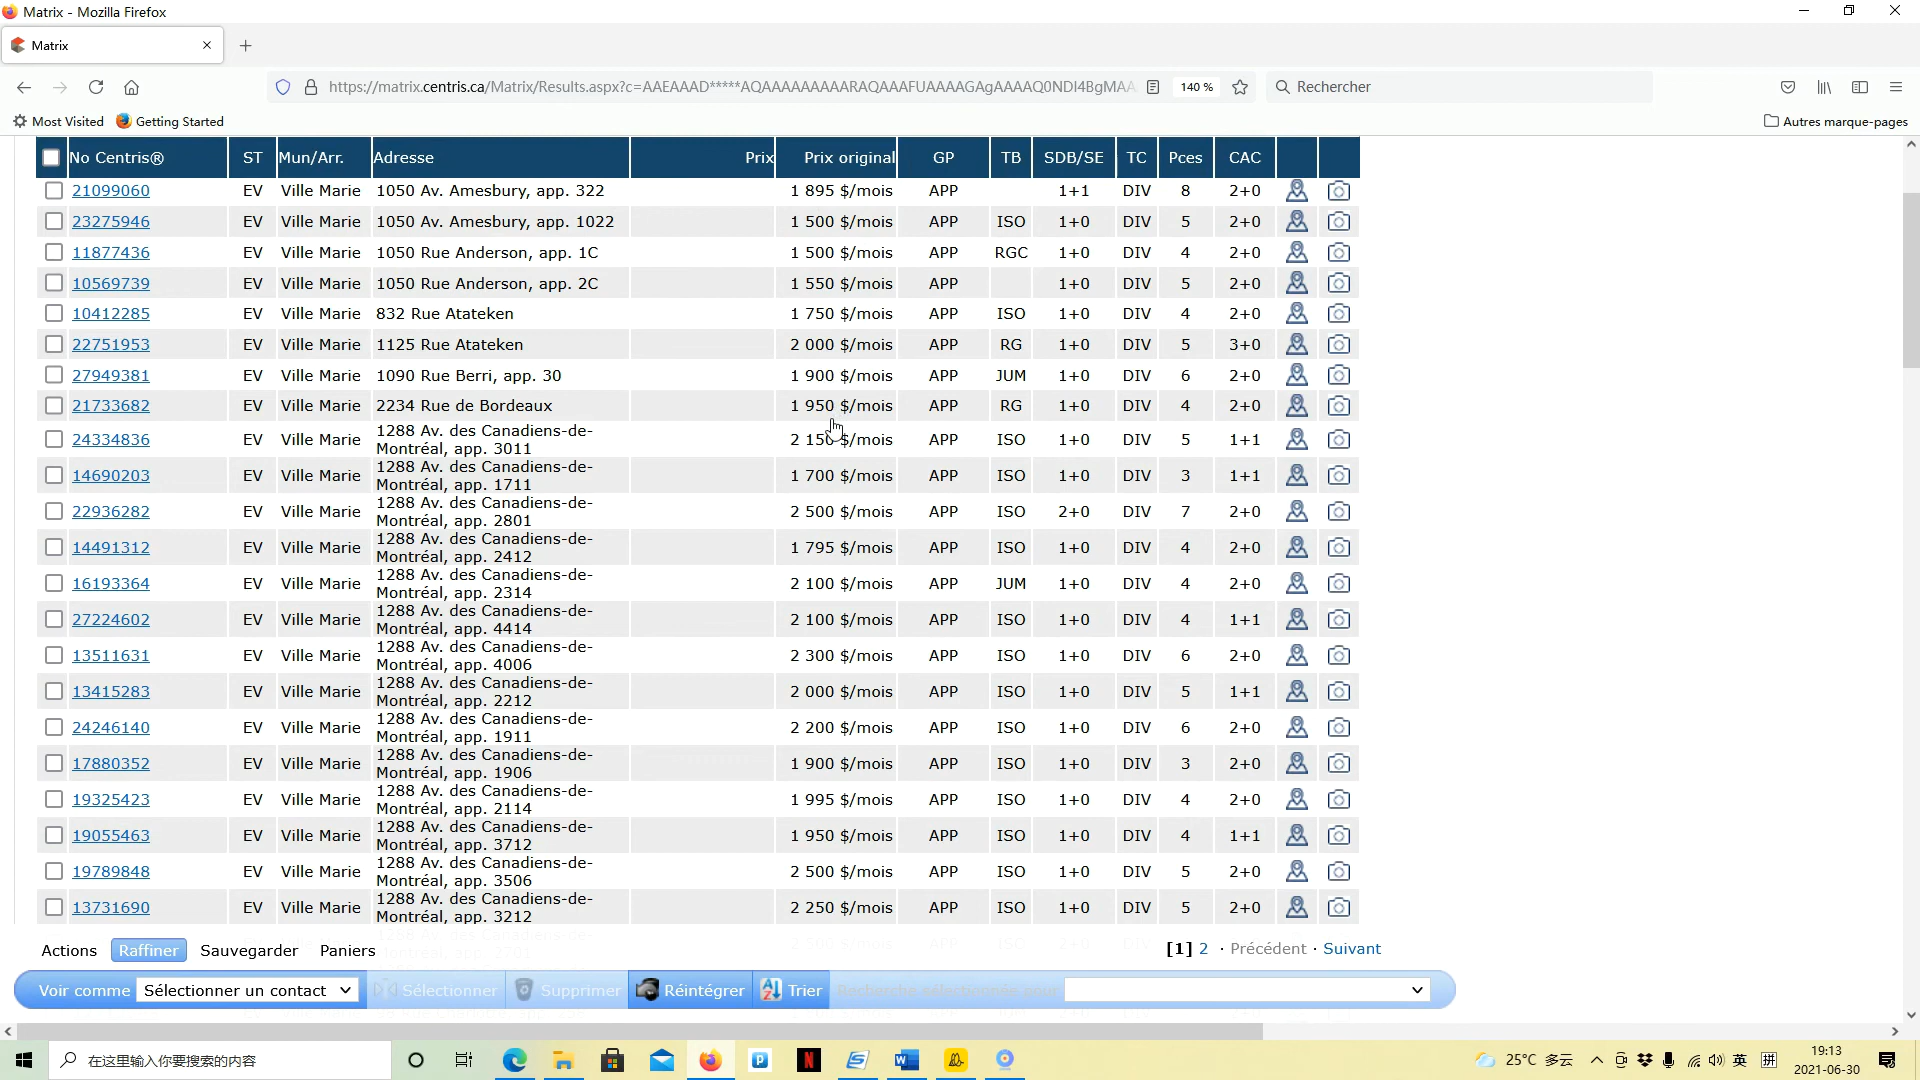 Matrix - Mozilla Firefox
Matrix
https://matrix.centris.ca/Matrix/Results.aspx?c=AAEAAAD*****AQAAAAAAAAARAQAAAFUAAAAGAgAAAAQ0NDI4BgMAA
140 %
Rechercher
Most Visited
Getting Started
Autres marque-pages
No Centris® ST Mun/Arr. Adresse Prix Prix original GP TB SDB/SE TC Pces CAC
21099060 EV Ville Marie 1050 Av. Amesbury, app. 322 1 895 $/mois APP 1+1 DIV 8 2+0
23275946 EV Ville Marie 1050 Av. Amesbury, app. 1022 1 500 $/mois APP ISO 1+0 DIV 5 2+0
11877436 EV Ville Marie 1050 Rue Anderson, app. 1C 1 500 $/mois APP RGC 1+0 DIV 4 2+0
10569739 EV Ville Marie 1050 Rue Anderson, app. 2C 1 550 $/mois APP 1+0 DIV 5 2+0
10412285 EV Ville Marie 832 Rue Atateken 1 750 $/mois APP ISO 1+0 DIV 4 2+0
22751953 EV Ville Marie 1125 Rue Atateken 2 000 $/mois APP RG 1+0 DIV 5 3+0
27949381 EV Ville Marie 1090 Rue Berri, app. 30 1 900 $/mois APP JUM 1+0 DIV 6 2+0
21733682 EV Ville Marie 2234 Rue de Bordeaux 1 950 $/mois APP RG 1+0 DIV 4 2+0
24334836 EV Ville Marie 1288 Av. des Canadiens-de-
Montréal, app. 3011 2 150 $/mois APP ISO 1+0 DIV 5 1+1
14690203 EV Ville Marie 1288 Av. des Canadiens-de-
Montréal, app. 1711 1 700 $/mois APP ISO 1+0 DIV 3 1+1
22936282 EV Ville Marie 1288 Av. des Canadiens-de-
Montréal, app. 2801 2 500 $/mois APP ISO 2+0 DIV 7 2+0
14491312 EV Ville Marie 1288 Av. des Canadiens-de-
Montréal, app. 2412 1 795 $/mois APP ISO 1+0 DIV 4 2+0
16193364 EV Ville Marie 1288 Av. des Canadiens-de-
Montréal, app. 2314 2 100 $/mois APP JUM 1+0 DIV 4 2+0
27224602 EV Ville Marie 1288 Av. des Canadiens-de-
Montréal, app. 4414 2 100 $/mois APP ISO 1+0 DIV 4 1+1
13511631 EV Ville Marie 1288 Av. des Canadiens-de-
Montréal, app. 4006 2 300 $/mois APP ISO 1+0 DIV 6 2+0
13415283 EV Ville Marie 1288 Av. des Canadiens-de-
Montréal, app. 2212 2 000 $/mois APP ISO 1+0 DIV 5 1+1
24246140 EV Ville Marie 1288 Av. des Canadiens-de-
Montréal, app. 1911 2 200 $/mois APP ISO 1+0 DIV 6 2+0
17880352 EV Ville Marie 1288 Av. des Canadiens-de-
Montréal, app. 1906 1 900 $/mois APP ISO 1+0 DIV 3 2+0
19325423 EV Ville Marie 1288 Av. des Canadiens-de-
Montréal, app. 2114 1 995 $/mois APP ISO 1+0 DIV 4 2+0
19055463 EV Ville Marie 1288 Av. des Canadiens-de-
Montréal, app. 3712 1 950 $/mois APP ISO 1+0 DIV 4 1+1
19789848 EV Ville Marie 1288 Av. des Canadiens-de-
Montréal, app. 3506 2 500 $/mois APP ISO 1+0 DIV 5 2+0
13731690 EV Ville Marie 1288 Av. des Canadiens-de-
Montréal, app. 3212 2 250 $/mois APP ISO 1+0 DIV 5 2+0
Actions Raffiner Sauvegarder Paniers [1] 2 · Précédent · Suivant
Voir comme Sélectionner un contact Sélectionner Supprimer Réintégrer Trier
在这里输入你要搜索的内容
25°C 多云 英 拼
19:13
2021-06-30